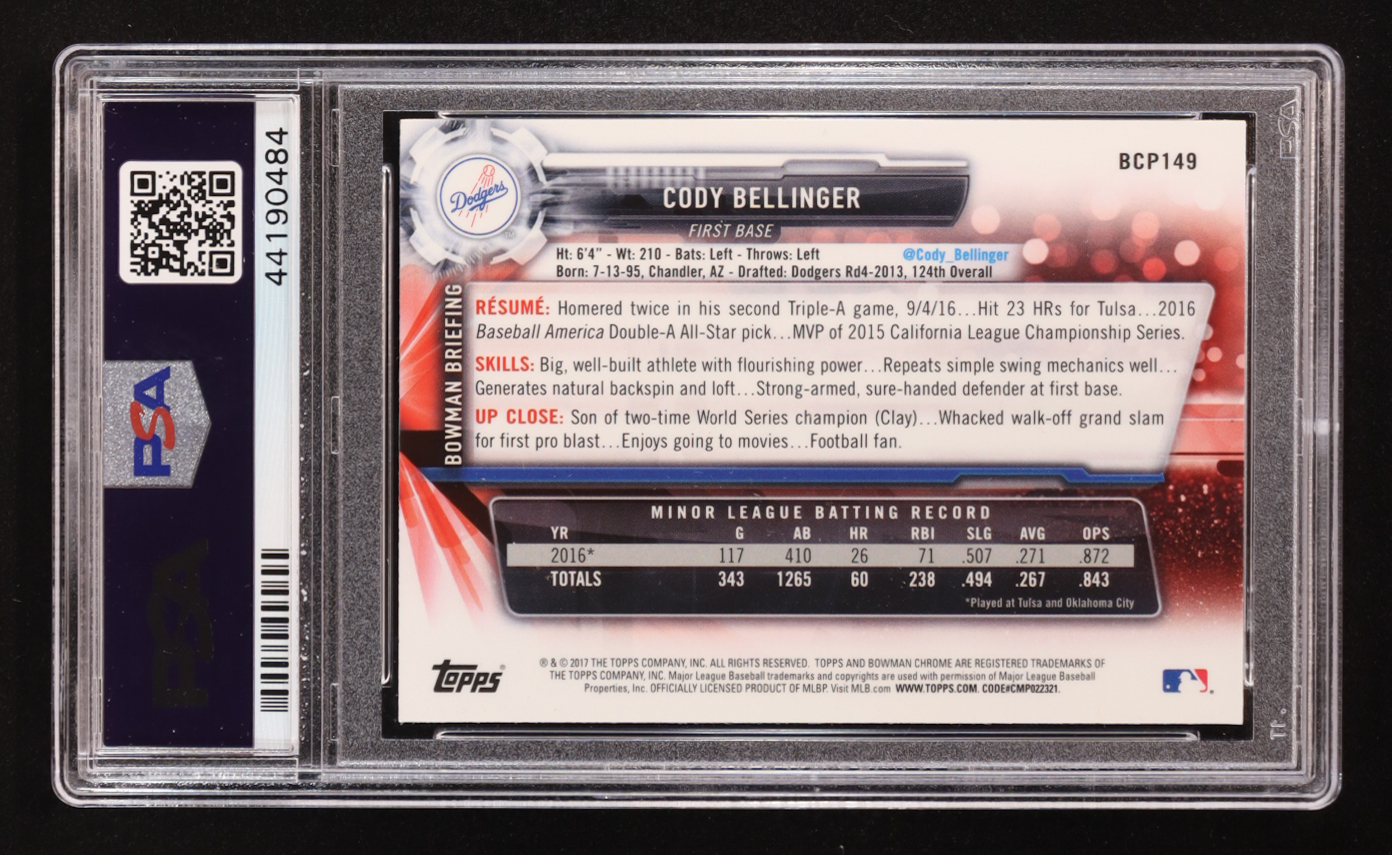 44190484
PSA
PSA
PSA
Dodgers
TM
BCP149
CODY BELLINGER
FIRST BASE
Ht: 6'4" - Wt: 210 - Bats: Left - Throws: Left @Cody_Bellinger
Born: 7-13-95, Chandler, AZ - Drafted: Dodgers Rd4-2013, 124th Overall
BOWMAN BRIEFING
RÉSUMÉ: Homered twice in his second Triple-A game, 9/4/16...Hit 23 HRs for Tulsa...2016
Baseball America Double-A All-Star pick...MVP of 2015 California League Championship Series.
SKILLS: Big, well-built athlete with flourishing power...Repeats simple swing mechanics well...
Generates natural backspin and loft...Strong-armed, sure-handed defender at first base.
UP CLOSE: Son of two-time World Series champion (Clay)...Whacked walk-off grand slam
for first pro blast...Enjoys going to movies...Football fan.
MINOR LEAGUE BATTING RECORD
YR G AB HR RBI SLG AVG OPS
2016* 117 410 26 71 .507 .271 .872
TOTALS 343 1265 60 238 .494 .267 .843
*Played at Tulsa and Oklahoma City
Topps®
® & © 2017 THE TOPPS COMPANY, INC. ALL RIGHTS RESERVED. TOPPS AND BOWMAN CHROME ARE REGISTERED TRADEMARKS OF
THE TOPPS COMPANY, INC. Major League Baseball trademarks and copyrights are used with permission of Major League Baseball
Properties, Inc. OFFICIALLY LICENSED PRODUCT OF MLBP. Visit MLB.com WWW.TOPPS.COM. CODE#CMP022321.